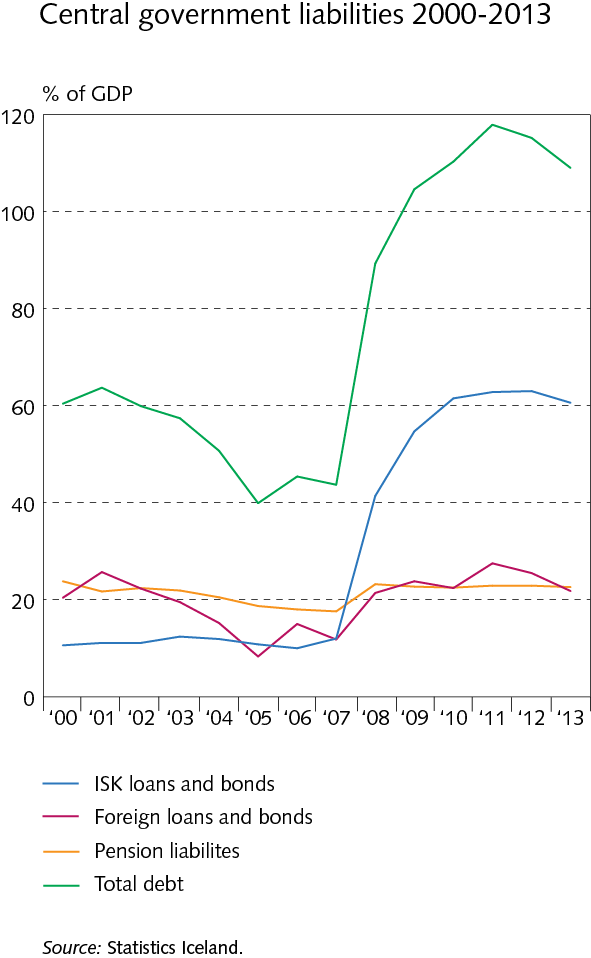 Central government liabilities 2000-2013
% of GDP
120
100
80
60
40
20
0
‘00 ‘01 ‘02 ‘03 ‘04 ‘05 ‘06 ‘07 ‘08 ‘09 ‘10 ‘11 ‘12 ‘13
ISK loans and bonds
Foreign loans and bonds
Pension liabilites
Total debt
Source: Statistics Iceland.